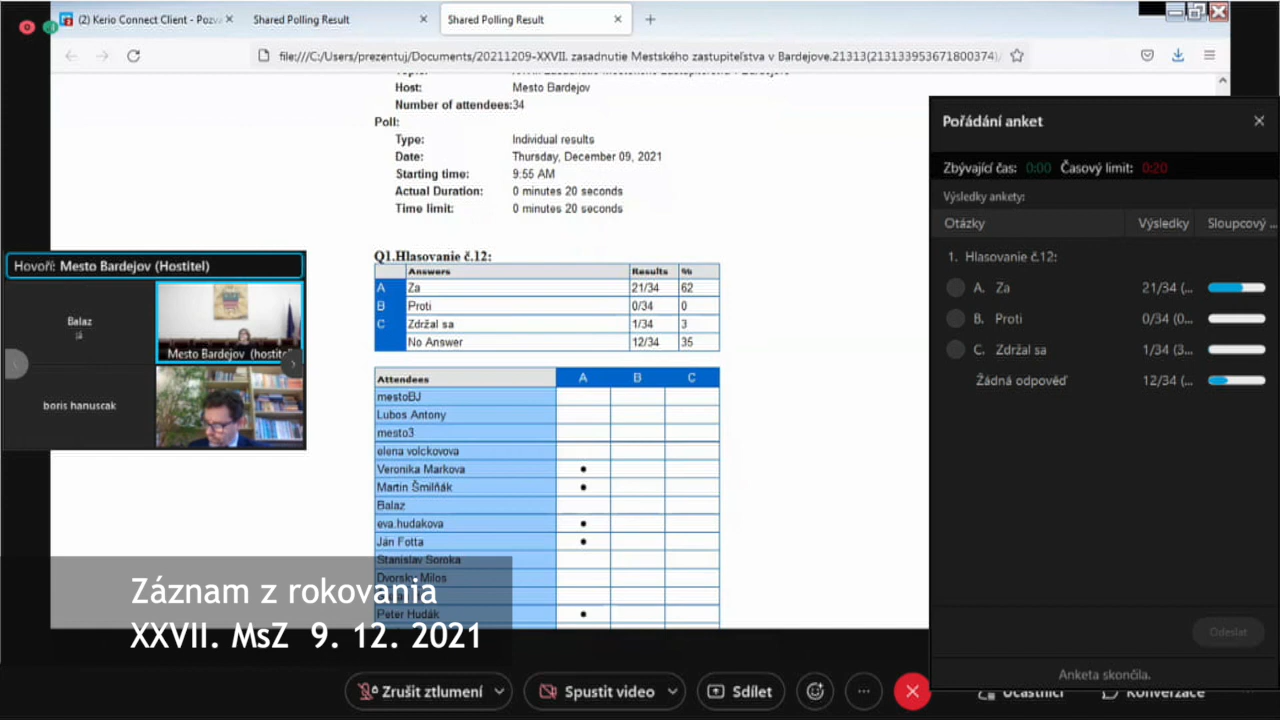 (2) Kerio Connect Client - Pozv
Shared Polling Result
Shared Polling Result
file:///C:/Users/prezentuj/Documents/20211209-XXVII. zasadnutie Mestského zastupiteľstva v Bardejove.21313(213133953671800374)/
Host: Mesto Bardejov
Number of attendees:34
Poll:
Type: Individual results
Date: Thursday, December 09, 2021
Starting time: 9:55 AM
Actual Duration: 0 minutes 20 seconds
Time limit: 0 minutes 20 seconds
Q1.Hlasovanie č.12:
Answers Results %
A Za 21/34 62
B Proti 0/34 0
C Zdržal sa 1/34 3
No Answer 12/34 35
Attendees A B C
mestoBJ
Lubos Antony
mesto3
elena volckovova
Veronika Markova •
Martin Šmilňák •
Balaz
eva.hudakova •
Ján Fotta •
Stanislav Soroka
Dvorsky Milos
Peter Hudák •
Hovoří: Mesto Bardejov (Hostitel)
Balaz
já
Mesto Bardejov (hostite
boris hanuscak
Pořádání anket
Zbývající čas: 0:00 Časový limit: 0:20
Výsledky ankety:
Otázky Výsledky Sloupcový ...
1. Hlasovanie č.12:
A. Za 21/34 (...
B. Proti 0/34 (0...
C. Zdržal sa 1/34 (3...
Žádná odpověď 12/34 (...
Odeslat
Anketa skončila.
Záznam z rokovania
XXVII. MsZ 9. 12. 2021
Zrušit ztlumení
Spustit video
Sdílet
Účastníci
Konverzace